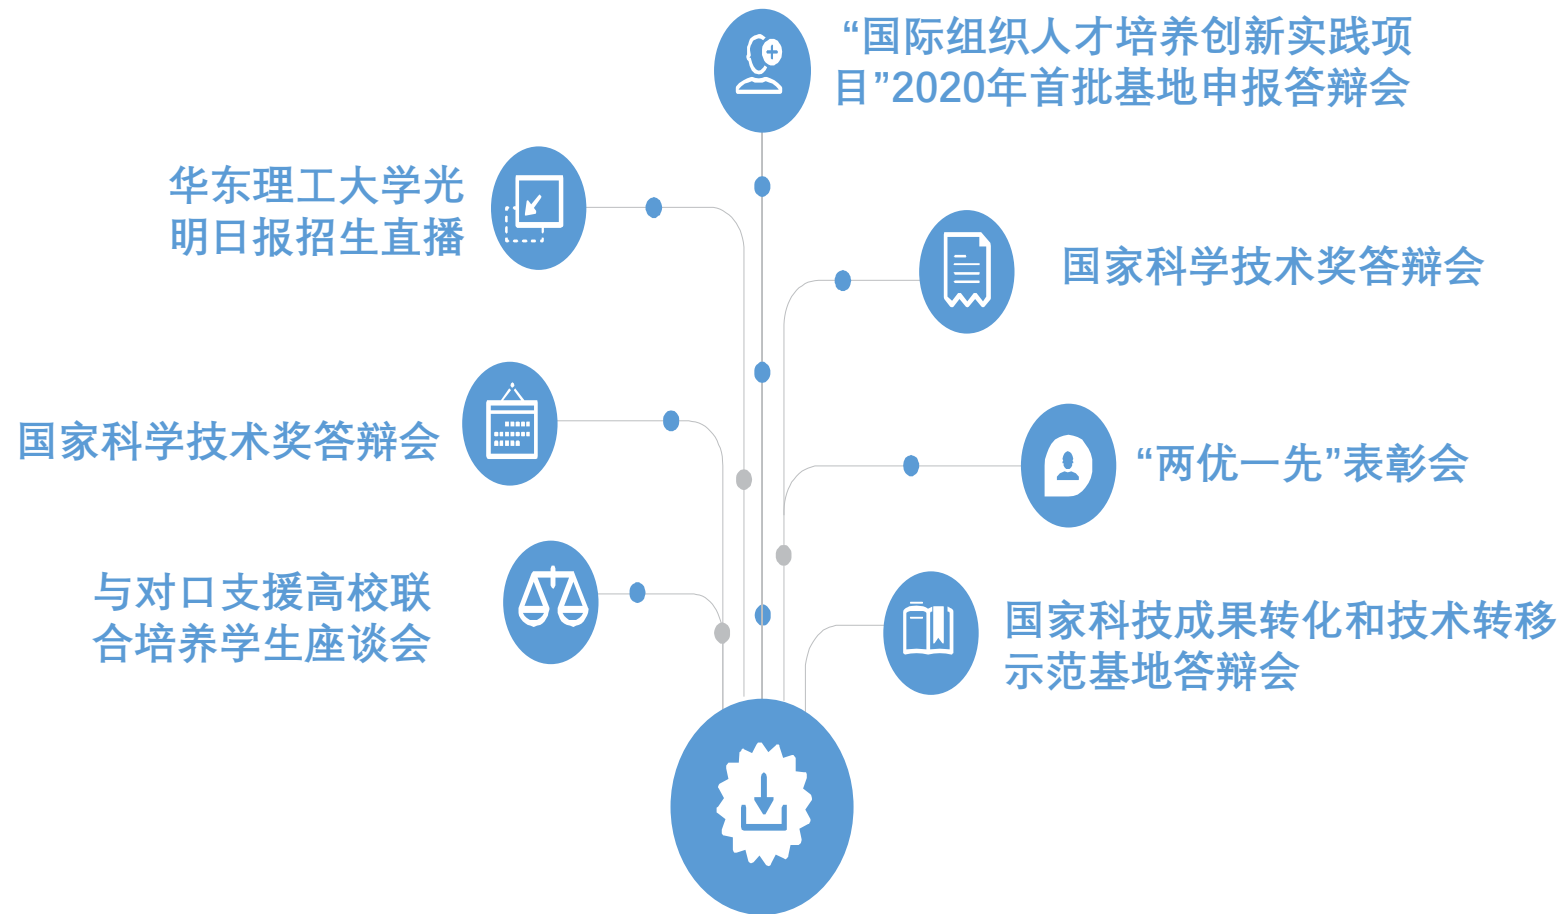 “国际组织人才培养创新实践项
目”2020年首批基地申报答辩会
华东理工大学光
明日报招生直播
国家科学技术奖答辩会
国家科学技术奖答辩会
“两优一先”表彰会
与对口支援高校联
合培养学生座谈会
国家科技成果转化和技术转移
示范基地答辩会